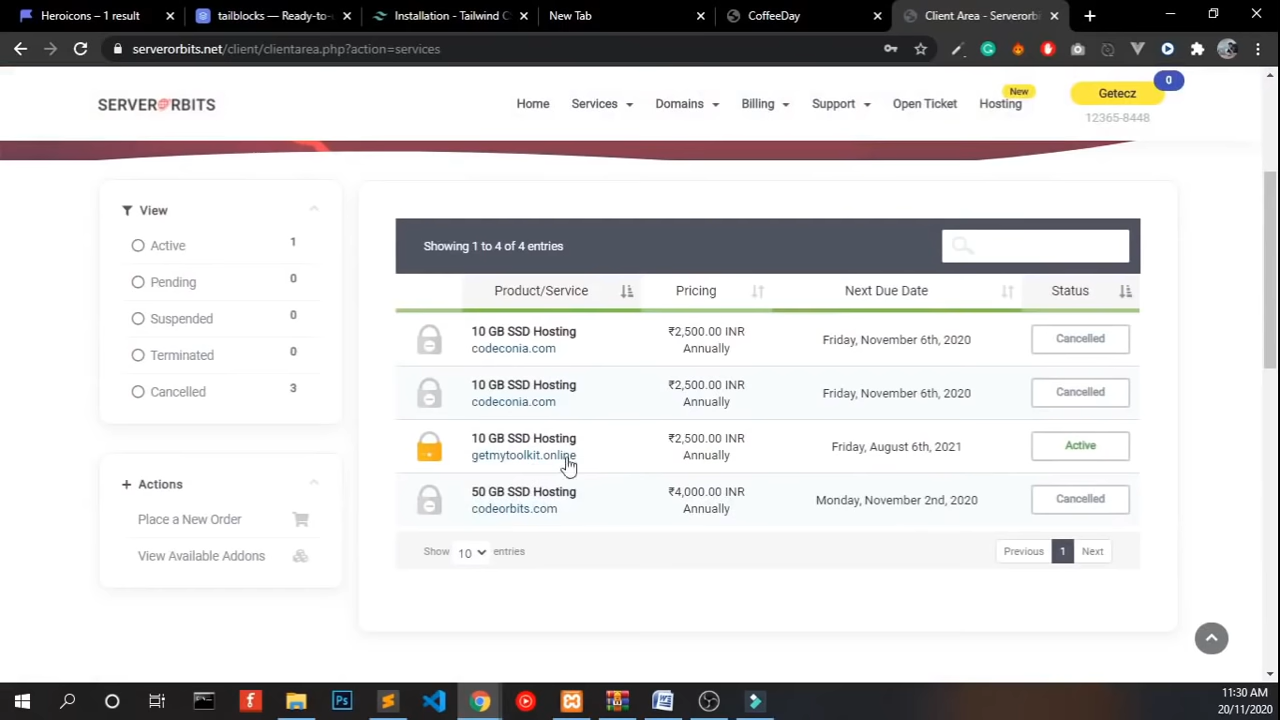 Heroicons – 1 result
tailblocks — Ready-to-
Installation - Tailwind C
New Tab
CoffeeDay
Client Area - Serverorbi
serverorbits.net/client/clientarea.php?action=services
SERVERORBITS
Home
Services
Domains
Billing
Support
Open Ticket
New
Hosting
0
Getecz
12365-8448
View
Active 1
Pending 0
Suspended 0
Terminated 0
Cancelled 3
Actions
Place a New Order
View Available Addons
Showing 1 to 4 of 4 entries
Product/Service Pricing Next Due Date Status
10 GB SSD Hosting ₹2,500.00 INR
codeconia.com Annually Friday, November 6th, 2020 Cancelled
10 GB SSD Hosting ₹2,500.00 INR
codeconia.com Annually Friday, November 6th, 2020 Cancelled
10 GB SSD Hosting ₹2,500.00 INR
getmytoolkit.online Annually Friday, August 6th, 2021 Active
50 GB SSD Hosting ₹4,000.00 INR
codeorbits.com Annually Monday, November 2nd, 2020 Cancelled
Show 10 entries
Previous 1 Next
11:30 AM
20/11/2020